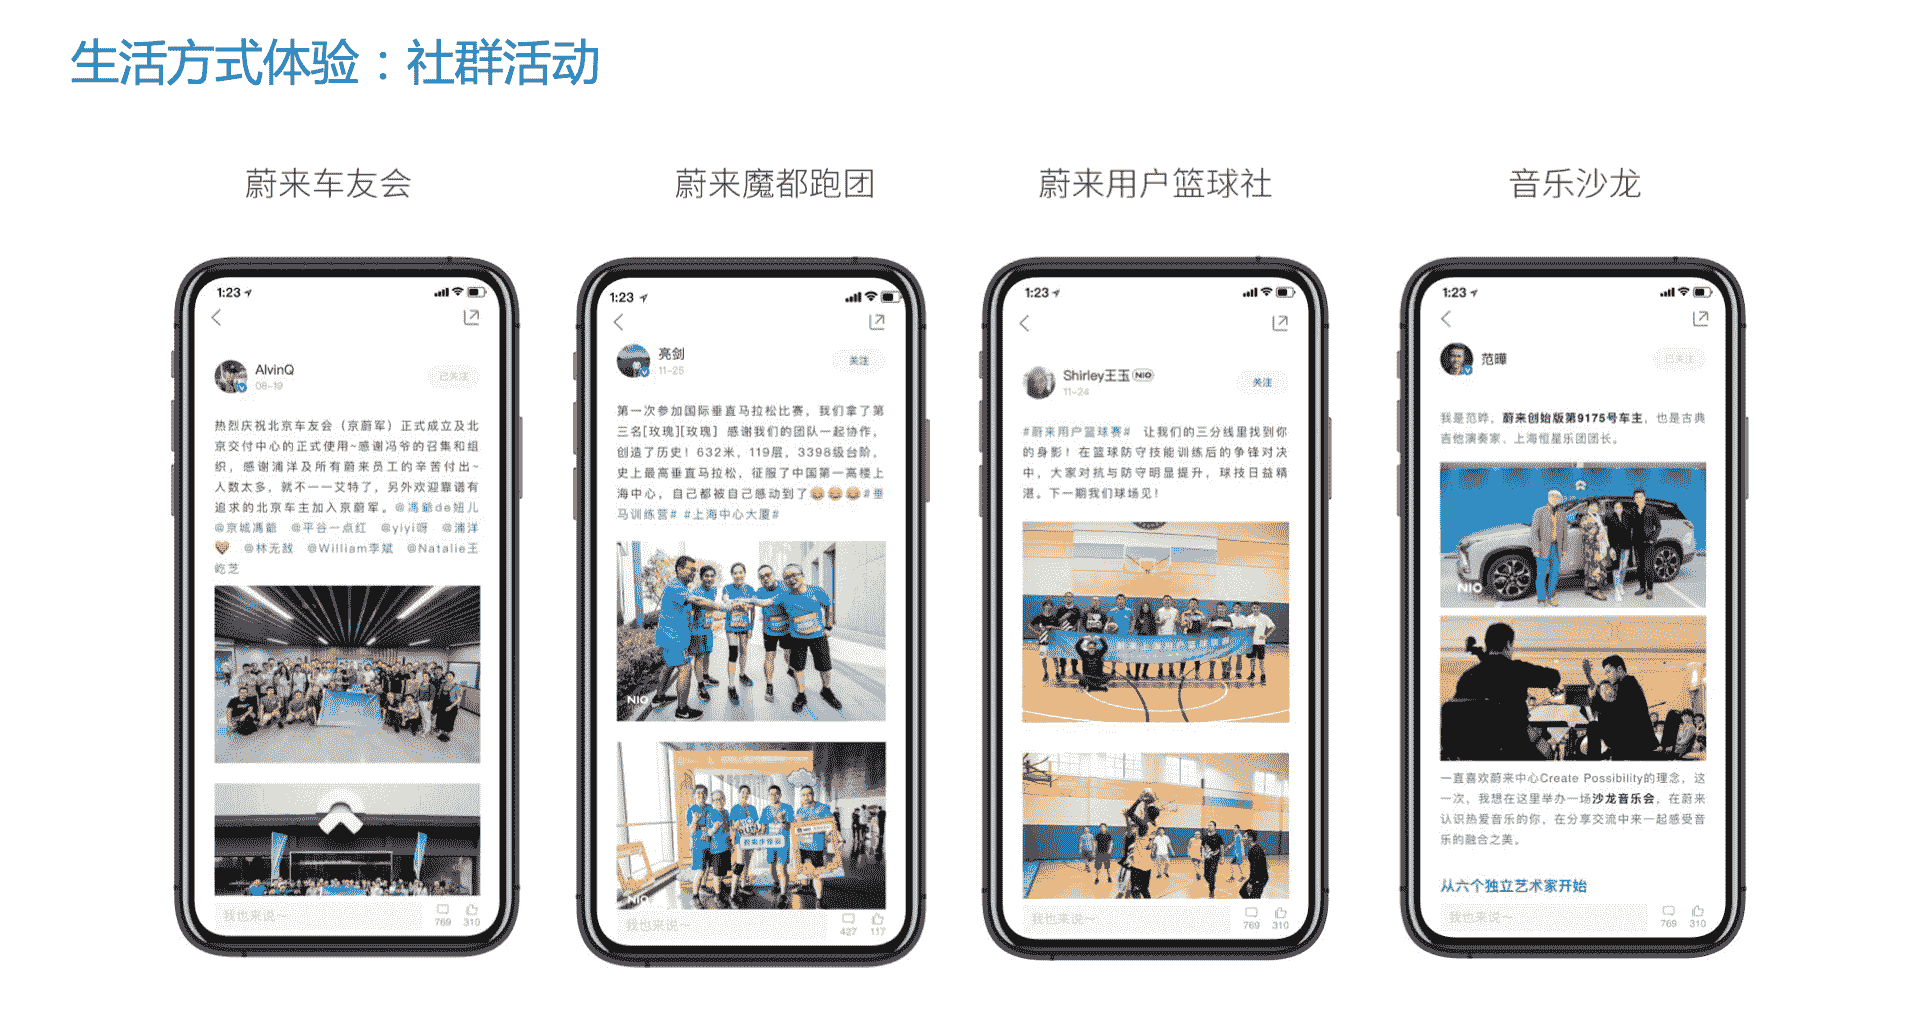 生活方式体验：社群活动
蔚来车友会
1:23
AlvinQ
08-19
已关注
热烈庆祝北京车友会（京蔚军）正式成立及北
京交付中心的正式使用~感谢冯爷的召集和组
织，感谢浦洋及所有蔚来员工的辛苦付出~
人数太多，就不一一艾特了，另外欢迎靠谱有
追求的北京车主加入京蔚军。@馮爺de妞儿
@京城馮爺 @平谷一点红 @yiyi呀 @浦洋
@林无敌 @William李斌 @Natalie王
屹芝
我也来说~
769
310
蔚来魔都跑团
1:23
亮剑
11-25
关注
第一次参加国际垂直马拉松比赛，我们拿了第
三名[玫瑰][玫瑰] 感谢我们的团队一起协作，
创造了历史！632米，119层，3398级台阶，
史上最高垂直马拉松，征服了中国第一高楼上
海中心，自己都被自己感动到了#垂
马训练营# #上海中心大厦#
NIO
NIO
我也来说~
427
117
蔚来用户篮球社
1:23
Shirley王玉 NIO
11-24
关注
#蔚来用户篮球赛# 让我们的三分线里找到你
的身影！在篮球防守技能训练后的争锋对决
中，大家对抗与防守明显提升，球技日益精
湛。下一期我们球场见！
我也来说~
769
310
音乐沙龙
1:23
范曄
已关注
我是范晔，蔚来创始版第9175号车主，也是古典
吉他演奏家、上海恒星乐团团长。
NIO
一直喜欢蔚来中心Create Possibility的理念，这
一次，我想在这里举办一场沙龙音乐会，在蔚来
认识热爱音乐的你，在分享交流中来一起感受音
乐的融合之美。
从六个独立艺术家开始
我也来说~
769
310